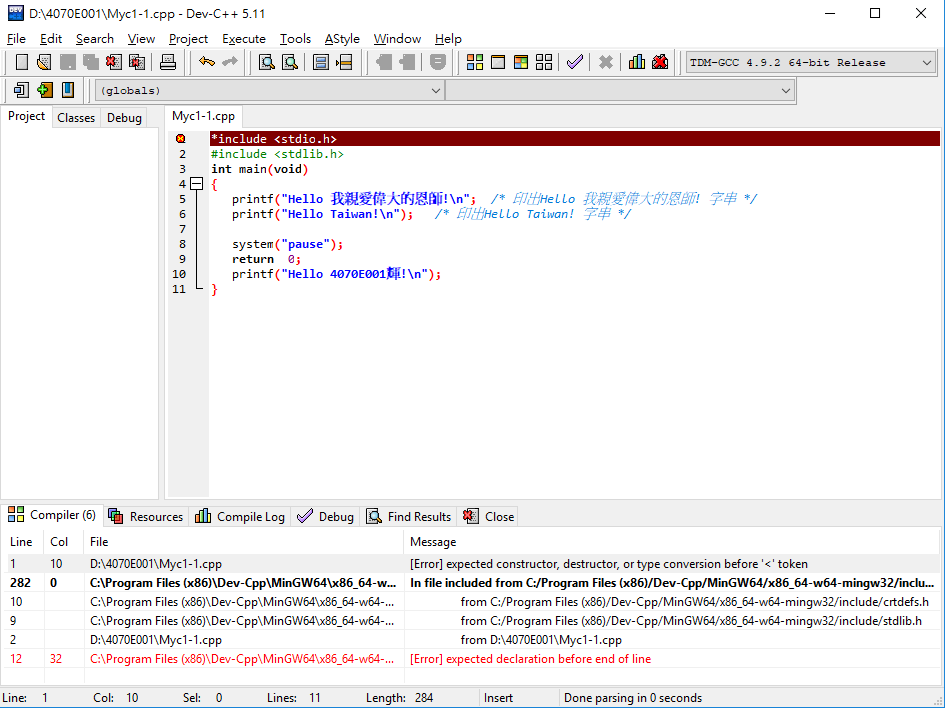 D:\4070E001\Myc1-1.cpp - Dev-C++ 5.11
File Edit Search View Project Execute Tools AStyle Window Help
TDM-GCC 4.9.2 64-bit Release
(globals)
Project Classes Debug
Myc1-1.cpp
*include <stdio.h>
2 #include <stdlib.h>
3 int main(void)
4 {
5 printf("Hello 我親愛偉大的恩師!\n"; /* 印出Hello 我親愛偉大的恩師! 字串 */
6 printf("Hello Taiwan!\n"); /* 印出Hello Taiwan! 字串 */
7
8 system("pause");
9 return 0;
10 printf("Hello 4070E001輝!\n");
11 }
Compiler (6) Resources Compile Log Debug Find Results Close
Line Col File Message
1 10 D:\4070E001\Myc1-1.cpp [Error] expected constructor, destructor, or type conversion before '<' token
282 0 C:\Program Files (x86)\Dev-Cpp\MinGW64\x86_64-w... In file included from C:/Program Files (x86)/Dev-Cpp/MinGW64/x86_64-w64-mingw32/inclu...
10 C:\Program Files (x86)\Dev-Cpp\MinGW64\x86_64-w64-... from C:/Program Files (x86)/Dev-Cpp/MinGW64/x86_64-w64-mingw32/include/crtdefs.h
9 C:\Program Files (x86)\Dev-Cpp\MinGW64\x86_64-w64-... from C:/Program Files (x86)/Dev-Cpp/MinGW64/x86_64-w64-mingw32/include/stdlib.h
2 D:\4070E001\Myc1-1.cpp from D:\4070E001\Myc1-1.cpp
12 32 C:\Program Files (x86)\Dev-Cpp\MinGW64\x86_64-w64-... [Error] expected declaration before end of line
Line: 1 Col: 10 Sel: 0 Lines: 11 Length: 284 Insert Done parsing in 0 seconds